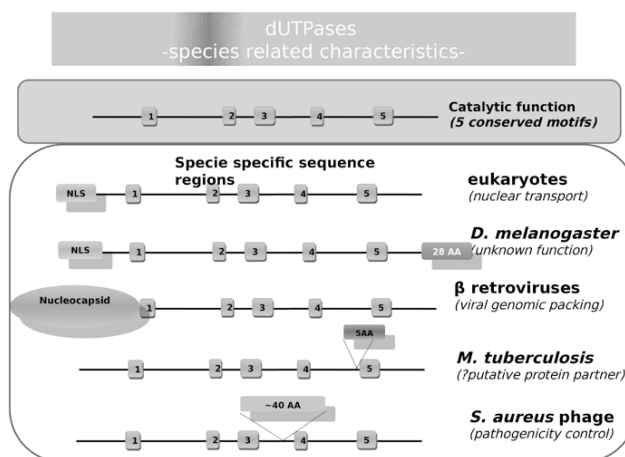 dUTPases
-species related characteristics-
1 2 3 4 5
Catalytic function
(5 conserved motifs)
Specie specific sequence
regions
NLS 1 2 3 4 5
eukaryotes
(nuclear transport)
NLS 1 2 3 4 5 28 AA
D. melanogaster
(unknown function)
Nucleocapsid 1 2 3 4 5
β retroviruses
(viral genomic packing)
5AA
1 2 3 4 5
M. tuberculosis
(?putative protein partner)
~40 AA
1 2 3 4 5
S. aureus phage
(pathogenicity control)